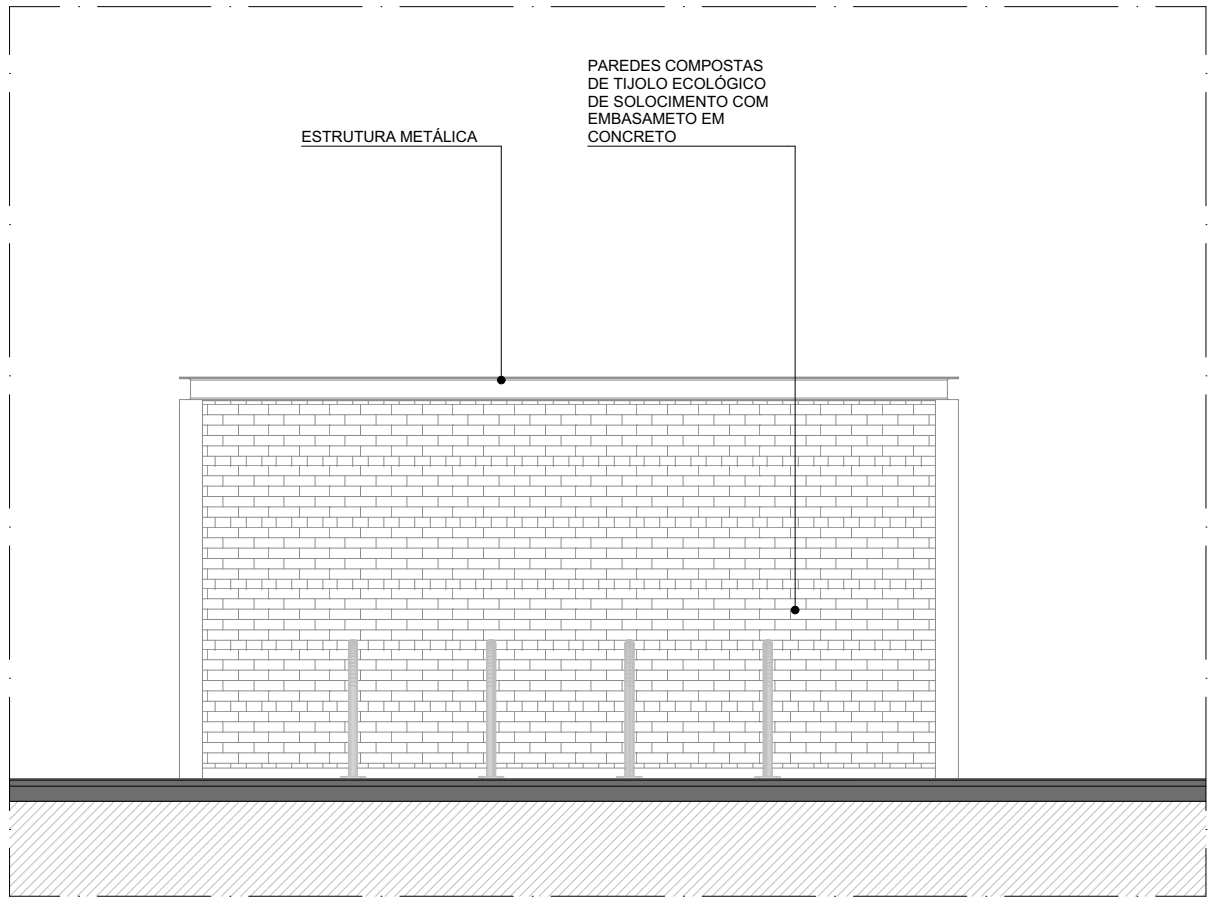 PAREDES COMPOSTAS
DE TIJOLO ECOLÓGICO
DE SOLOCIMENTO COM
EMBASAMETO EM
CONCRETO
ESTRUTURA METÁLICA